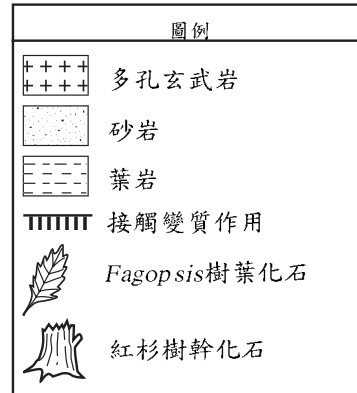 圖例
多孔玄武岩
砂岩
葉岩
接觸變質作用
Fagopsis樹葉化石
紅杉樹幹化石